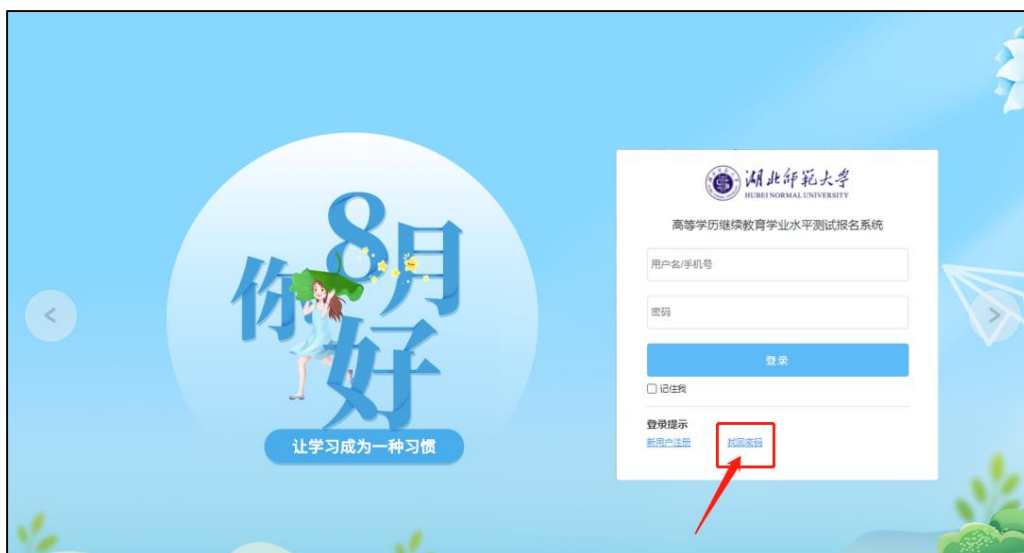 8月
你好
让学习成为一种习惯
湖北师范大学
HUBEI NORMAL UNIVERSITY
高等学历继续教育学业水平测试报名系统
用户名/手机号
密码
登录
记住我
登录提示
新用户注册 找回密码